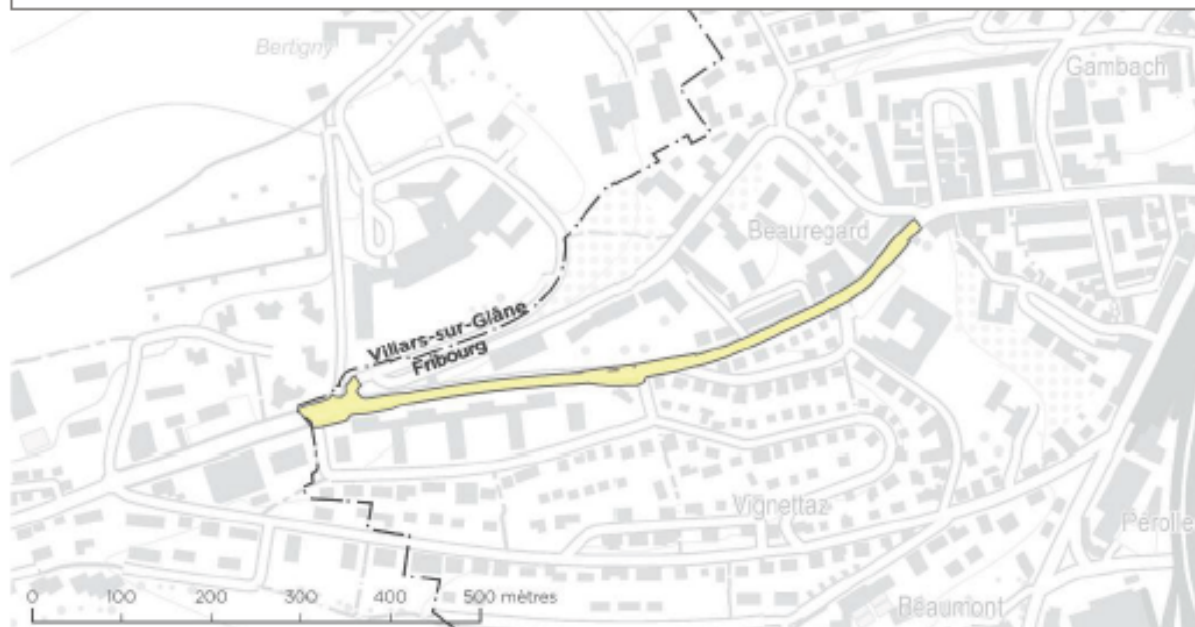 Bertigny
Gambach
Beauregard
Villars-sur-Glâne
Fribourg
Vignettaz
Pérolle
0 100 200 300 400 500 mètres
Beaumont